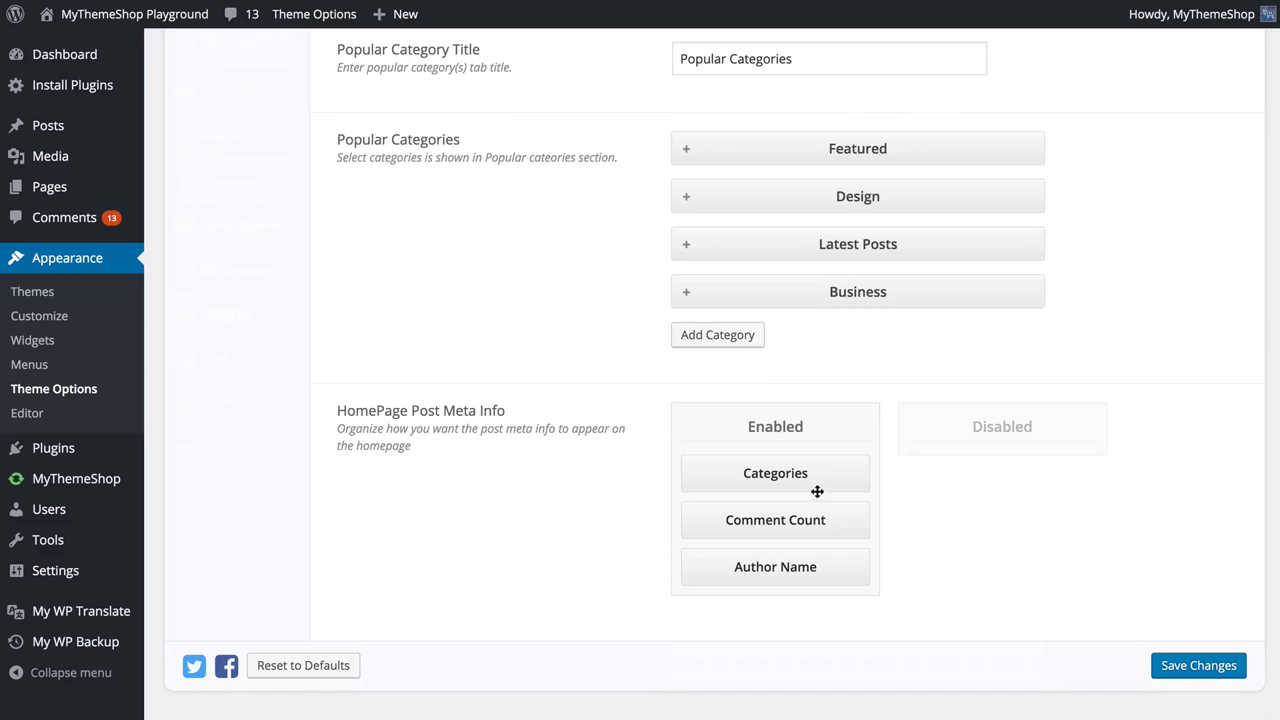 MyThemeShop Playground
13
Theme Options
New
Howdy, MyThemeShop
Dashboard
Install Plugins
Posts
Media
Pages
Comments 13
Appearance
Themes
Customize
Widgets
Menus
Theme Options
Editor
Plugins
MyThemeShop
Users
Tools
Settings
My WP Translate
My WP Backup
Collapse menu
Popular Category Title
Enter popular category(s) tab title.
Popular Categories
Popular Categories
Select categories is shown in Popular cateories section.
+ Featured
+ Design
+ Latest Posts
+ Business
Add Category
HomePage Post Meta Info
Organize how you want the post meta info to appear on
the homepage
Enabled
Categories
Comment Count
Author Name
Disabled
Reset to Defaults
Save Changes